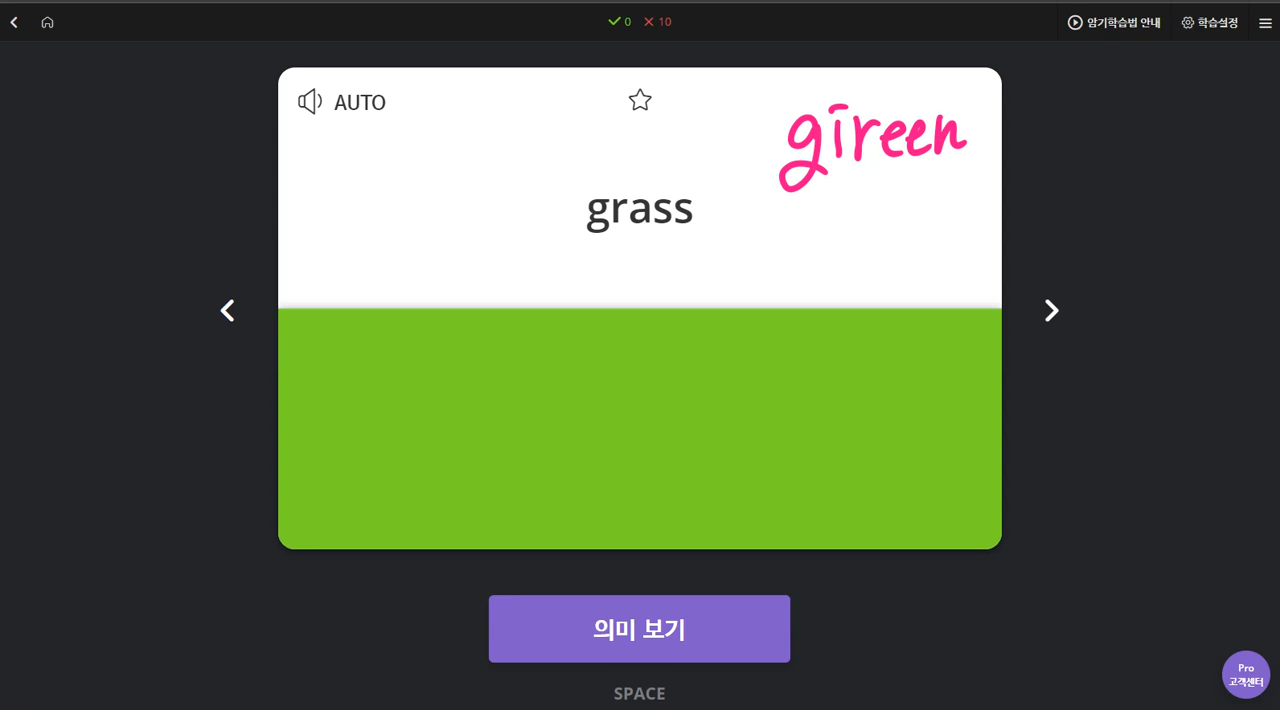 0 10 암기학습법 안내 학습설정
AUTO
gireen
grass
의미 보기
SPACE
Pro
고객센터